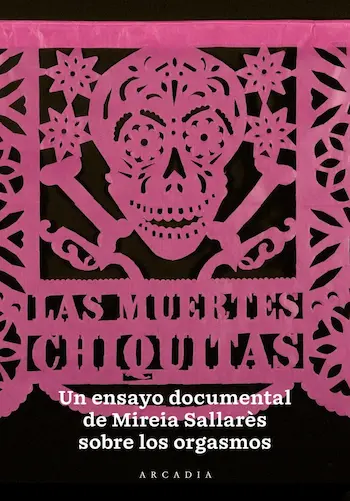 LAS MUERTES
CHIQUITAS
Un ensayo documental
de Mireia Sallarès
sobre los orgasmos
ARCADIA